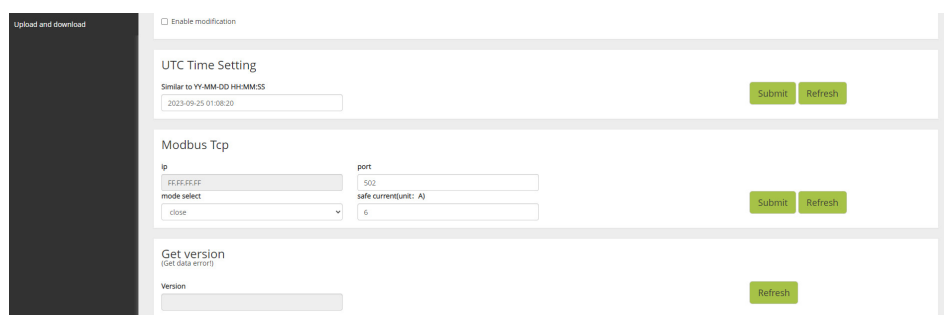 Upload and download
Enable modification
UTC Time Setting
Similar to YY-MM-DD HH:MM:SS
2023-09-25 01:08:20
Submit Refresh
Modbus Tcp
ip port
FF.FF.FF.FF 502
mode select safe current(unit: A)
close 6
Submit Refresh
Get version
(Get data error!)
Version
Refresh